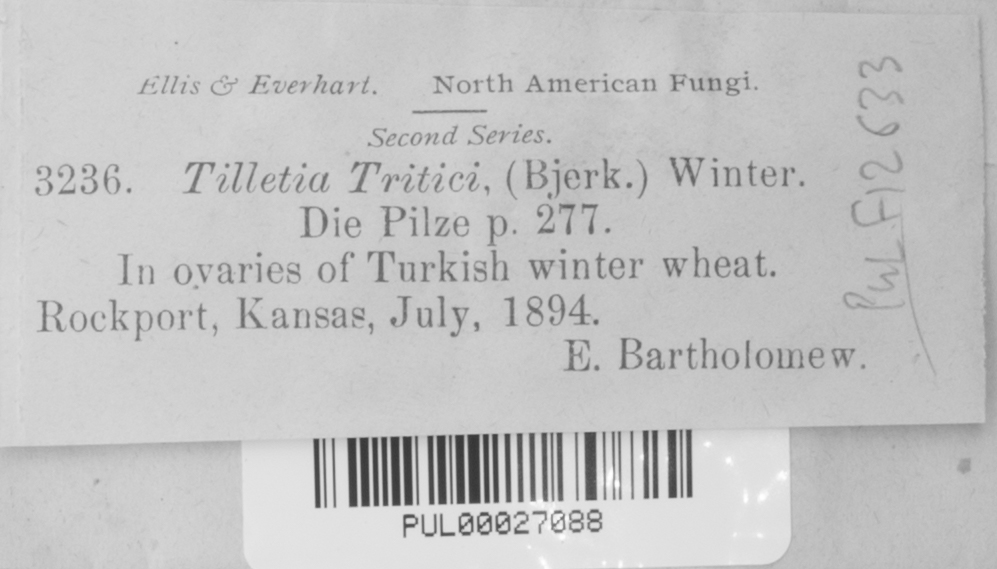 Ellis & Everhart. North American Fungi.
Second Series.
3236. Tilletia Tritici, (Bjerk.) Winter.
Die Pilze p. 277.
In ovaries of Turkish winter wheat.
Rockport, Kansas, July, 1894.
E. Bartholomew.
PUL F12633
PUL00027088